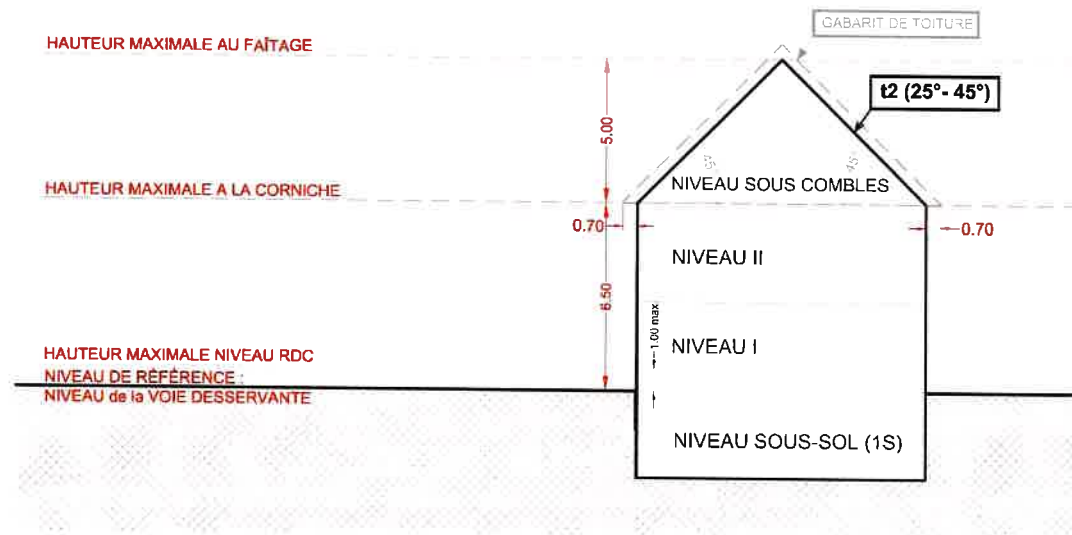 GABARIT DE TOITURE
HAUTEUR MAXIMALE AU FAÎTAGE
t2 (25°- 45°)
5.00
45°
45°
NIVEAU SOUS COMBLES
HAUTEUR MAXIMALE A LA CORNICHE
0.70
0.70
NIVEAU II
6.50
1.00 max
NIVEAU I
HAUTEUR MAXIMALE NIVEAU RDC
NIVEAU DE RÉFÉRENCE :
NIVEAU de la VOIE DESSERVANTE
NIVEAU SOUS-SOL (1S)